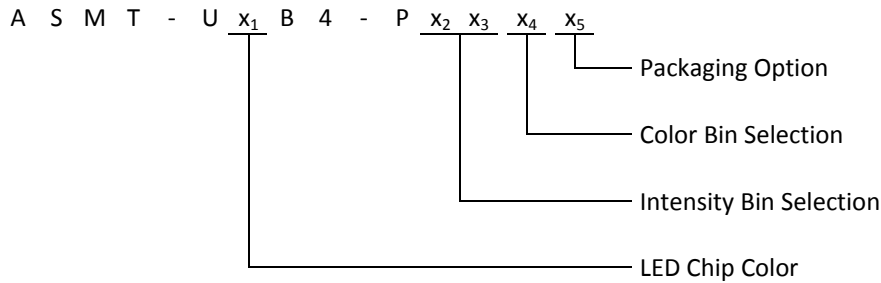 A S M T - U x₁ B 4 - P x₂ x₃ x₄ x₅
Packaging Option
Color Bin Selection
Intensity Bin Selection
LED Chip Color